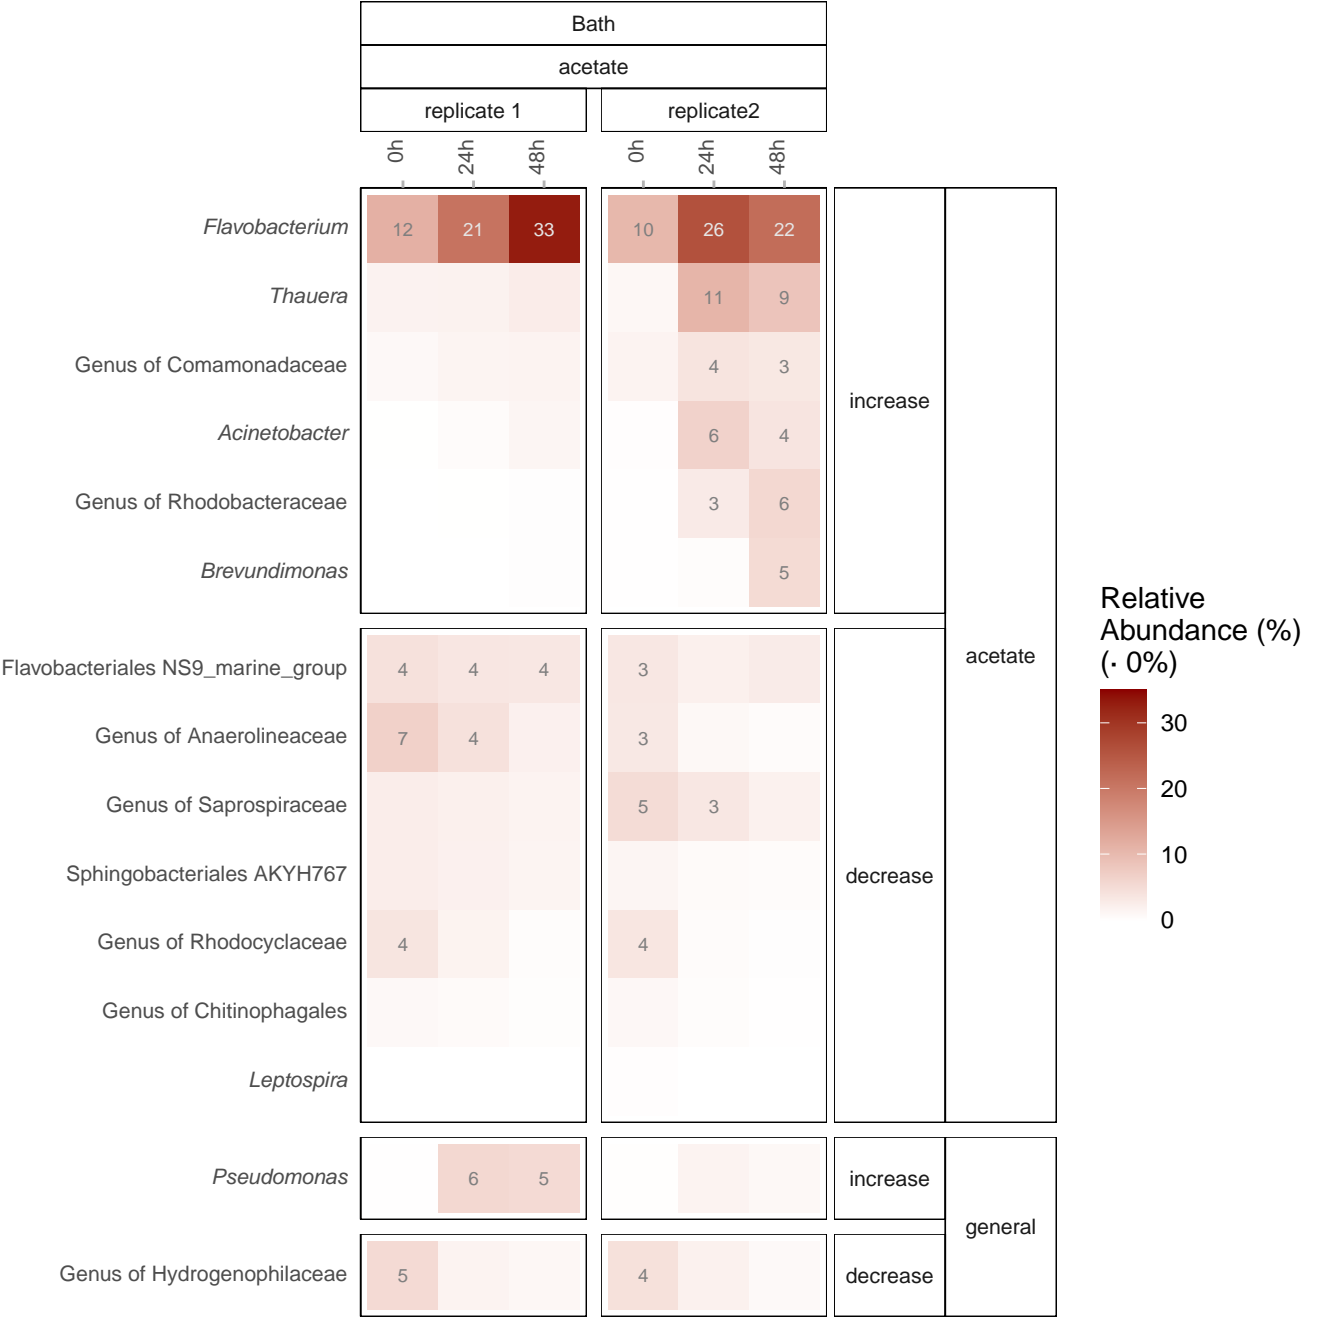 Bath
acetate
replicate 1 replicate2
0h 24h 48h 0h 24h 48h
Flavobacterium 12 21 33 10 26 22
Thauera 11 9
Genus of Comamonadaceae 4 3
increase
Acinetobacter 6 4
Genus of Rhodobacteraceae 3 6
Brevundimonas 5
Flavobacteriales NS9_marine_group 4 4 4 3
acetate
Genus of Anaerolineaceae 7 4 3
Genus of Saprospiraceae 5 3
Sphingobacteriales AKYH767
decrease
Genus of Rhodocyclaceae 4 4
Genus of Chitinophagales
Leptospira
Pseudomonas 6 5 increase
general
Genus of Hydrogenophilaceae 5 4 decrease
Relative
Abundance (%)
(· 0%)
30
20
10
0